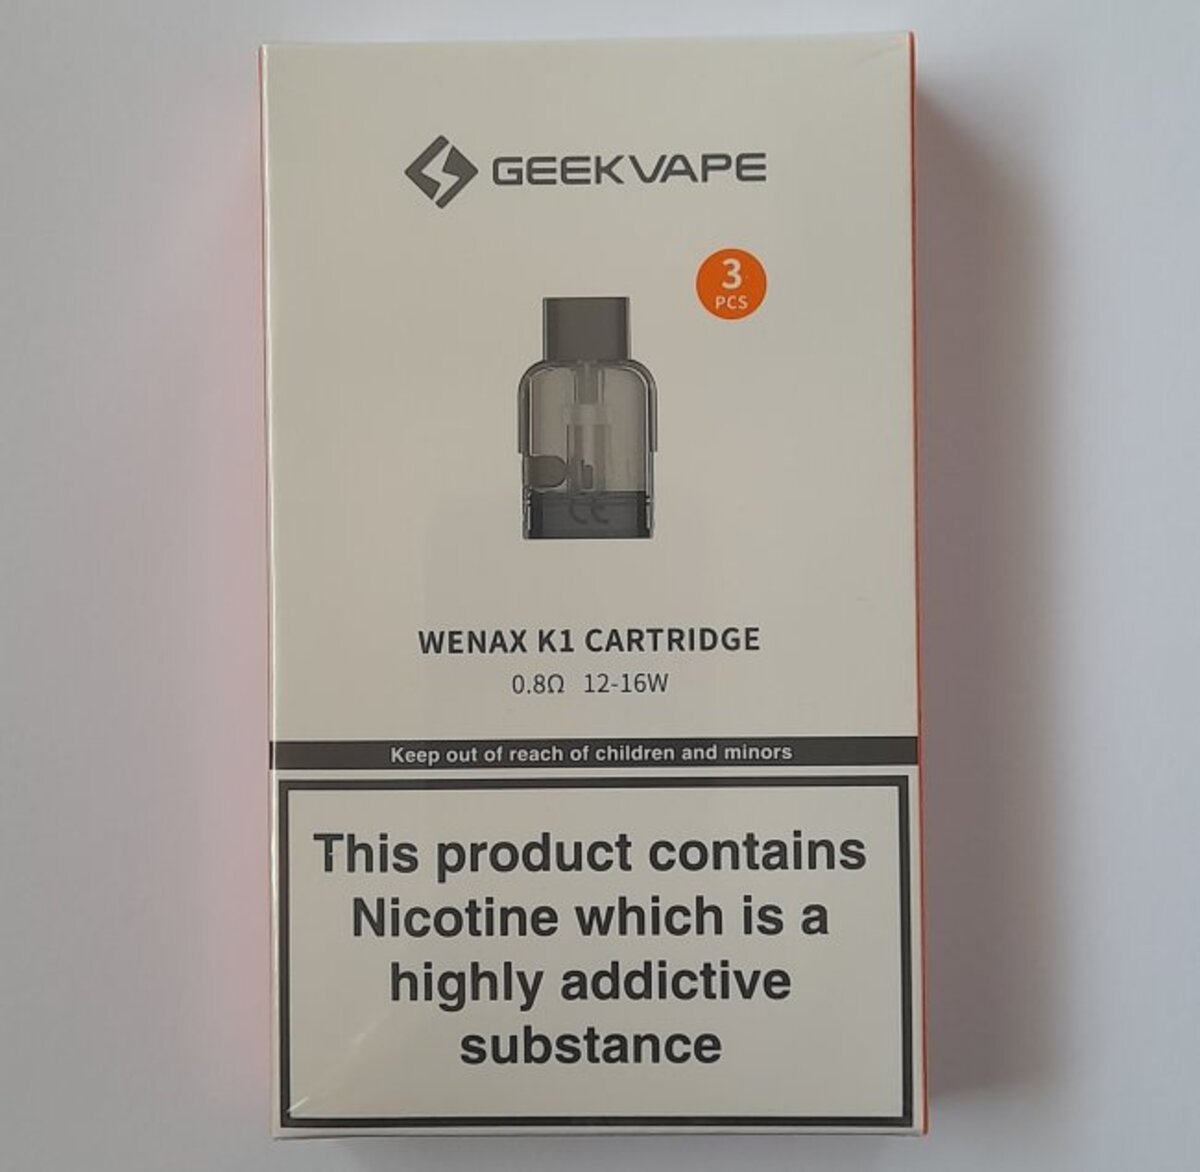 GEEKVAPE
3
PCS
CE
WENAX K1 CARTRIDGE
0.8Ω 12-16W
Keep out of reach of children and minors
This product contains
Nicotine which is a
highly addictive
substance